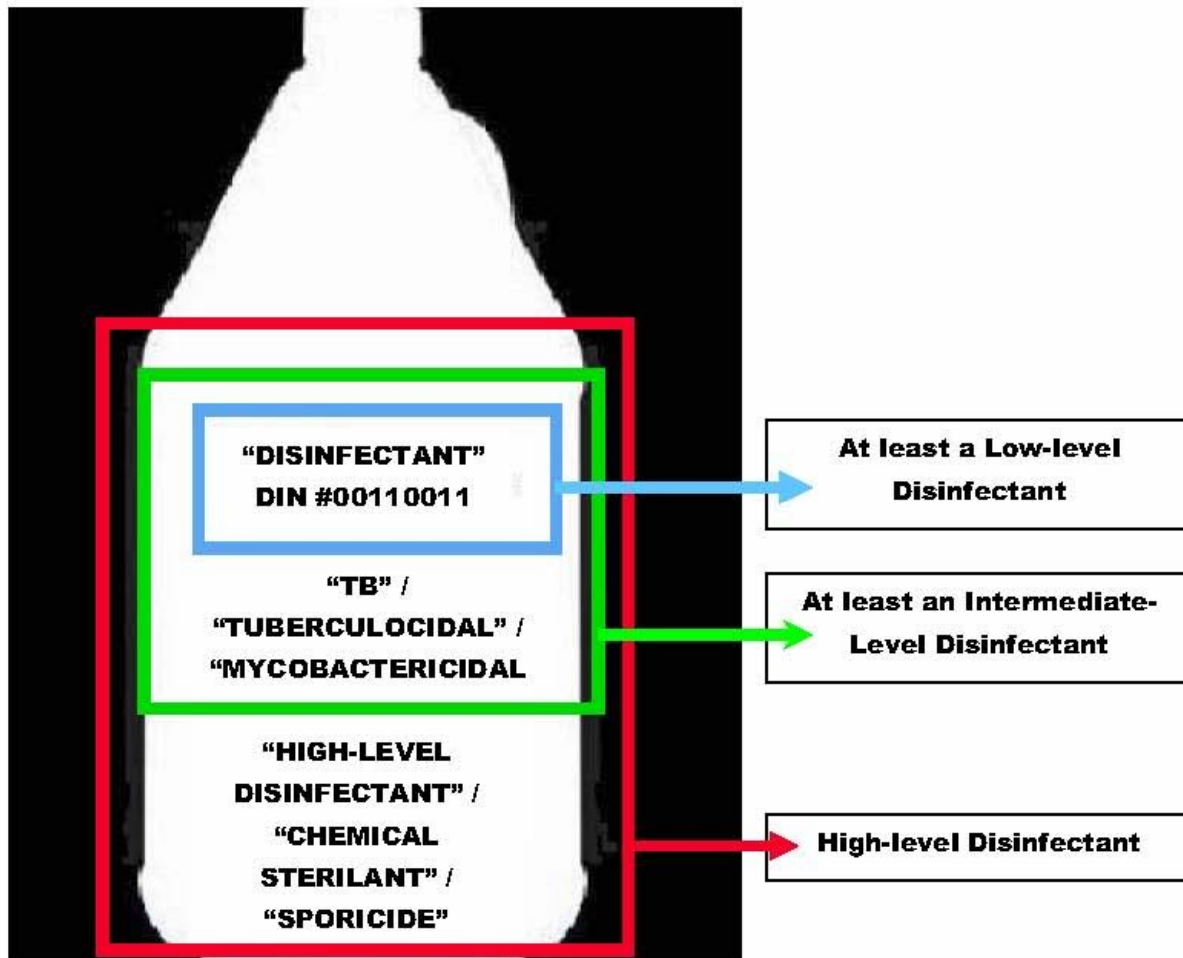 “DISINFECTANT”
DIN #00110011
“TB” /
“TUBERCULOCIDAL” /
“MYCOBACTERICIDAL
“HIGH-LEVEL
DISINFECTANT” /
“CHEMICAL
STERILANT” /
“SPORICIDE”
At least a Low-level
Disinfectant
At least an Intermediate-
Level Disinfectant
High-level Disinfectant